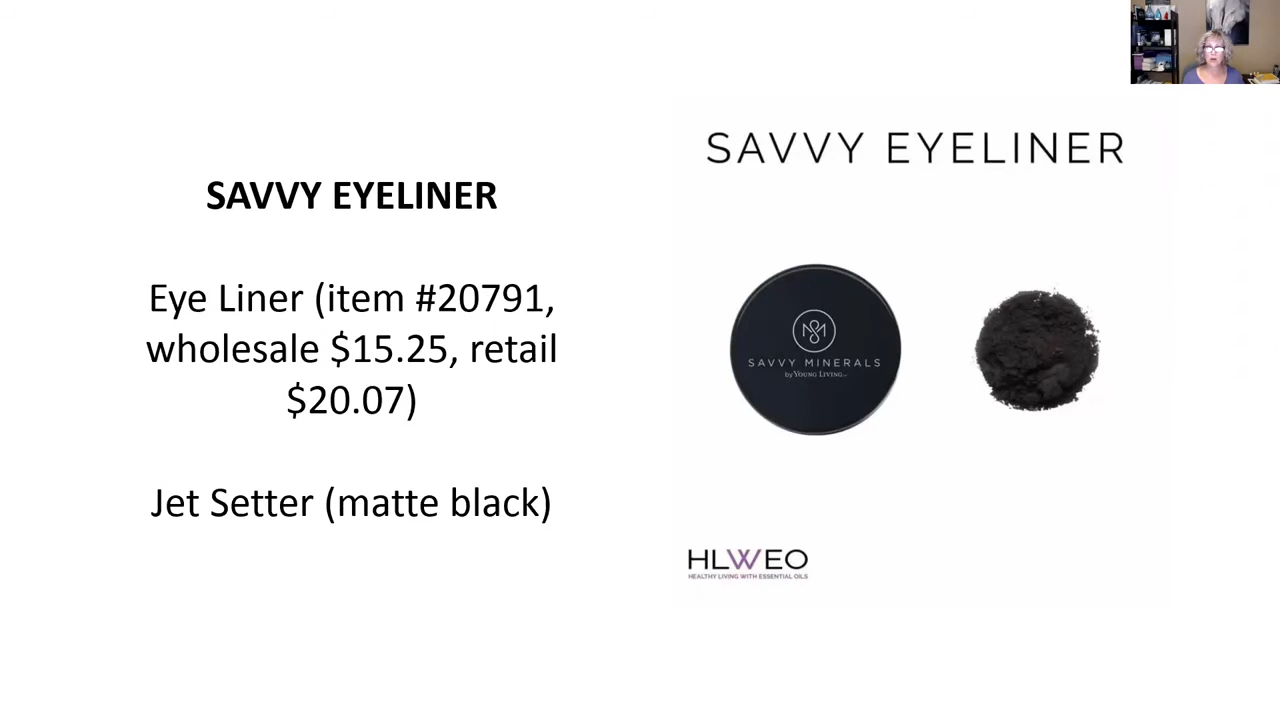 SAVVY EYELINER
Eye Liner (item #20791,
wholesale $15.25, retail
$20.07)
Jet Setter (matte black)
SAVVY EYELINER
SAVVY MINERALS
by YOUNG LIVING™
HLWEO
HEALTHY LIVING WITH ESSENTIAL OILS